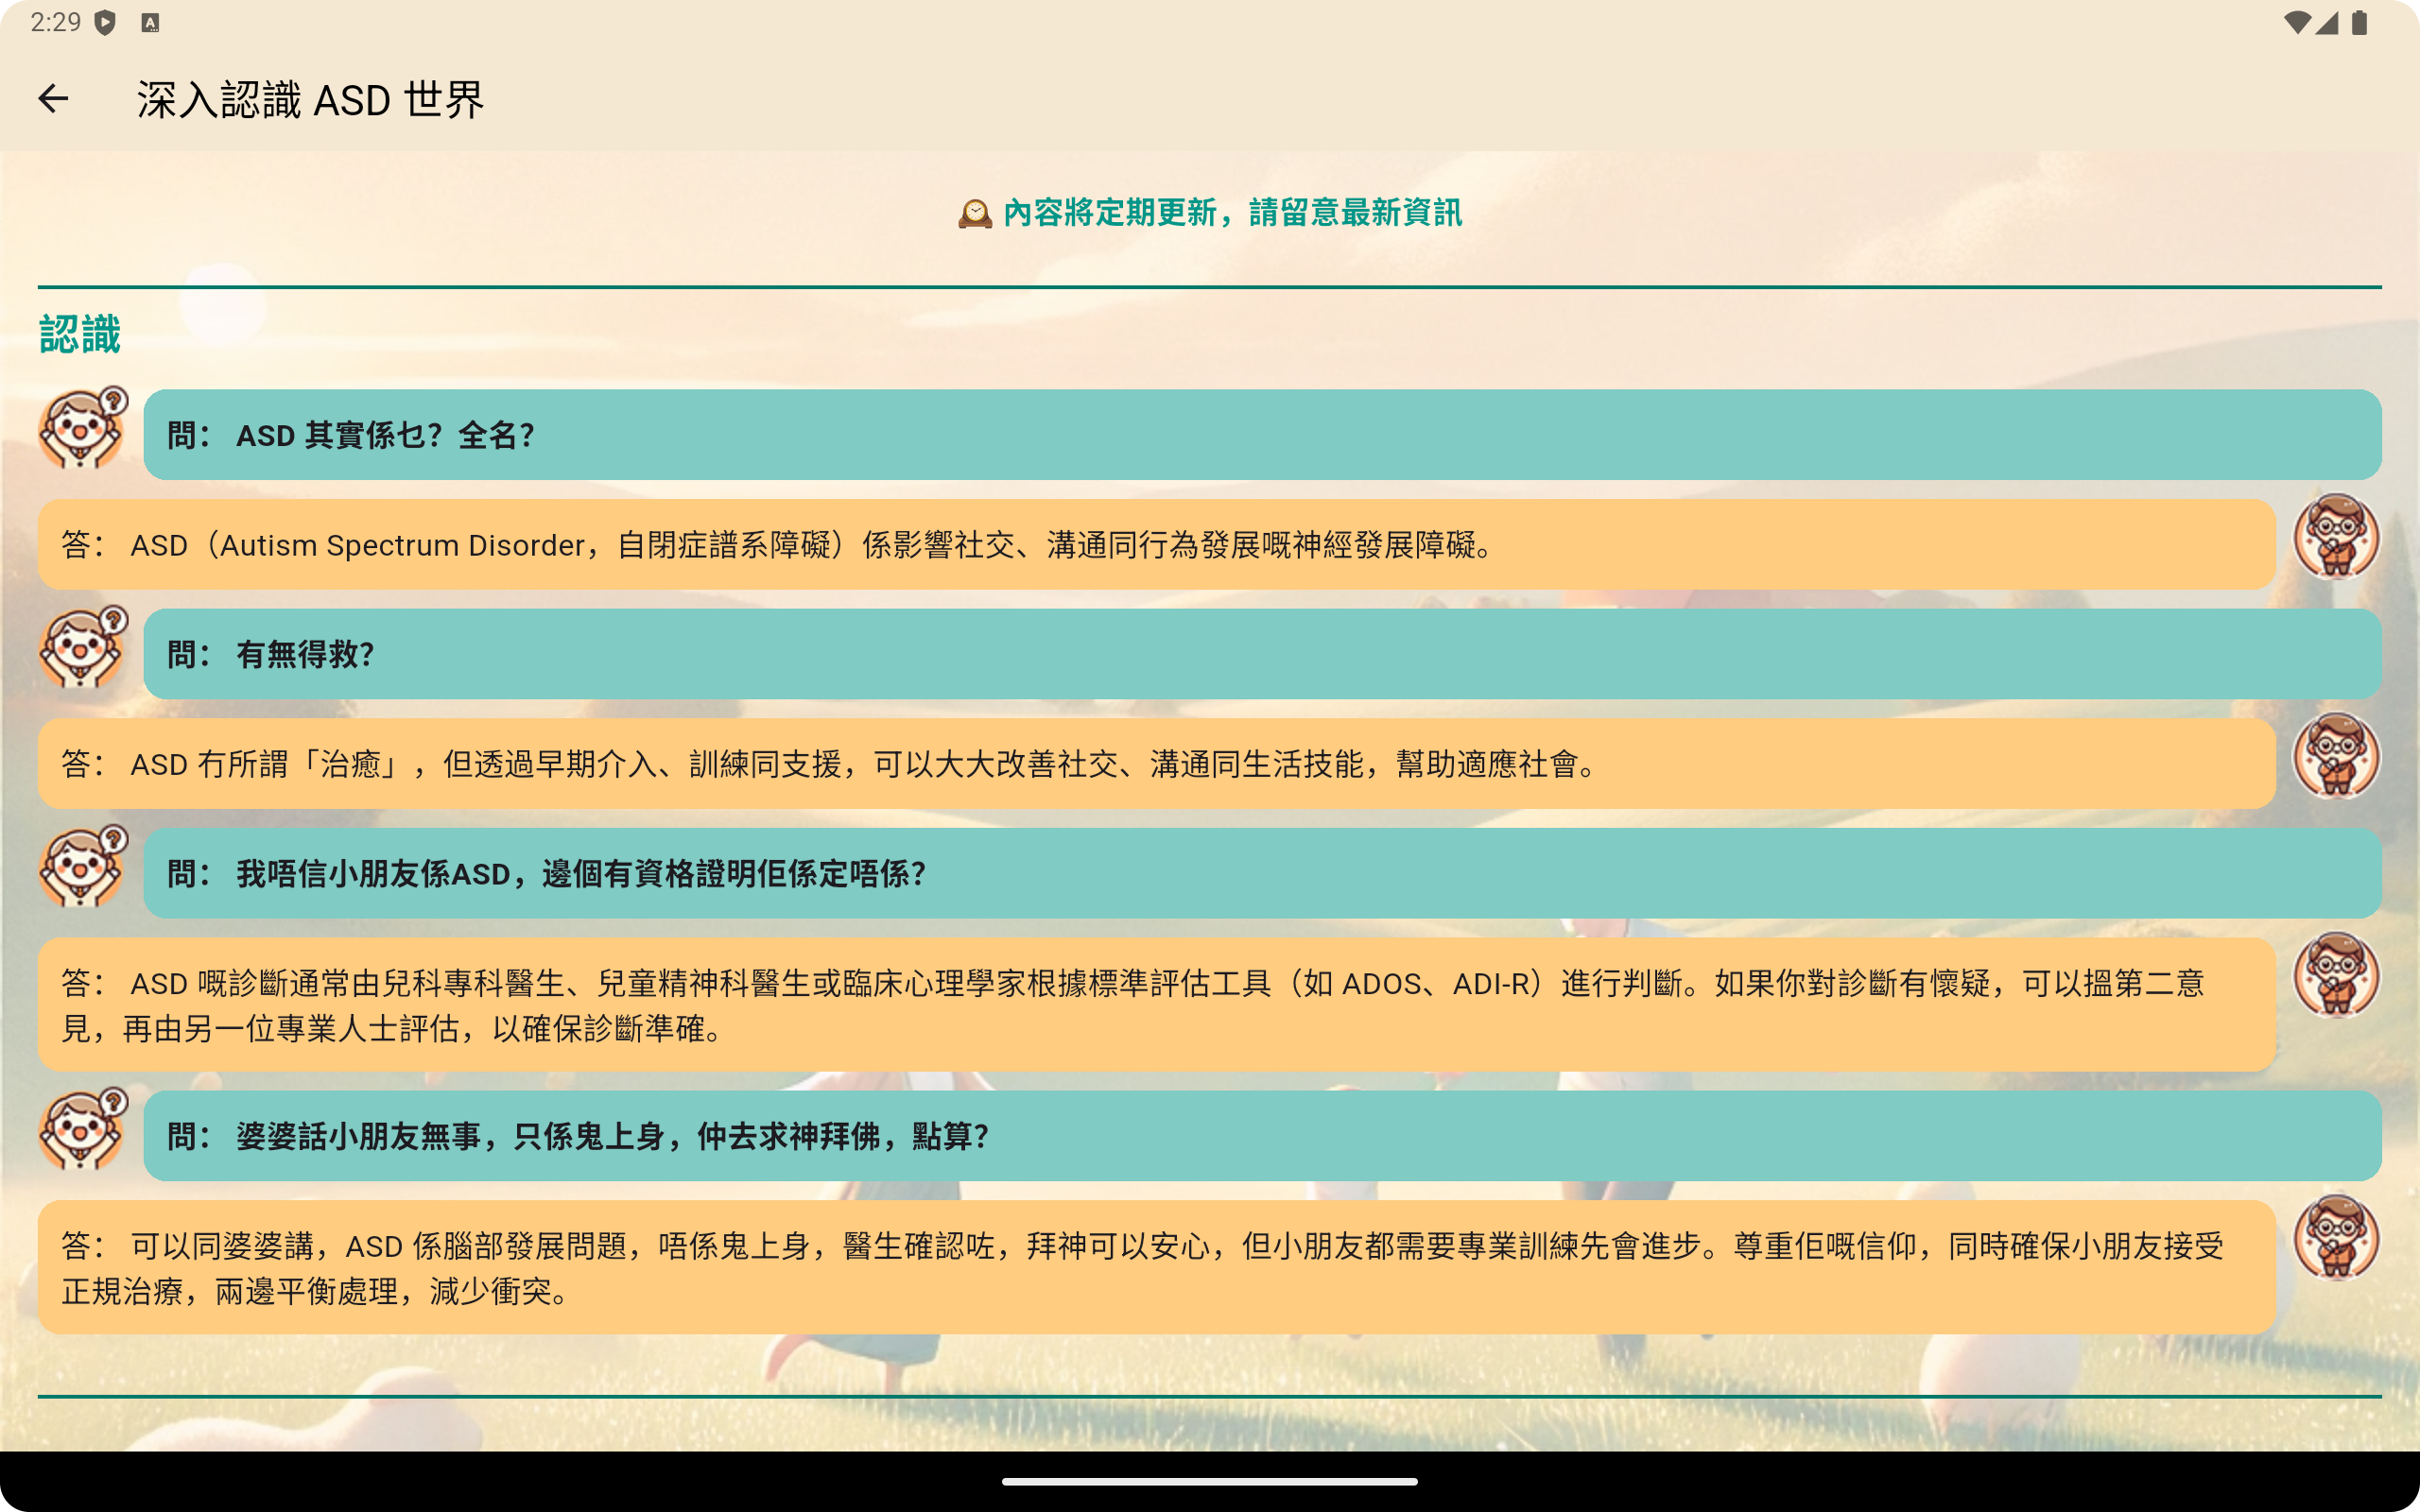 2:29
深入認識 ASD 世界
內容將定期更新，請留意最新資訊
認識
問： ASD 其實係乜？全名？
答： ASD（Autism Spectrum Disorder，自閉症譜系障礙）係影響社交、溝通同行為發展嘅神經發展障礙。
問： 有無得救？
答： ASD 冇所謂「治癒」，但透過早期介入、訓練同支援，可以大大改善社交、溝通同生活技能，幫助適應社會。
問： 我唔信小朋友係ASD，邊個有資格證明佢係定唔係？
答： ASD 嘅診斷通常由兒科專科醫生、兒童精神科醫生或臨床心理學家根據標準評估工具（如 ADOS、ADI-R）進行判斷。如果你對診斷有懷疑，可以搵第二意
見，再由另一位專業人士評估，以確保診斷準確。
問： 婆婆話小朋友無事，只係鬼上身，仲去求神拜佛，點算？
答： 可以同婆婆講，ASD 係腦部發展問題，唔係鬼上身，醫生確認咗，拜神可以安心，但小朋友都需要專業訓練先會進步。尊重佢嘅信仰，同時確保小朋友接受
正規治療，兩邊平衡處理，減少衝突。